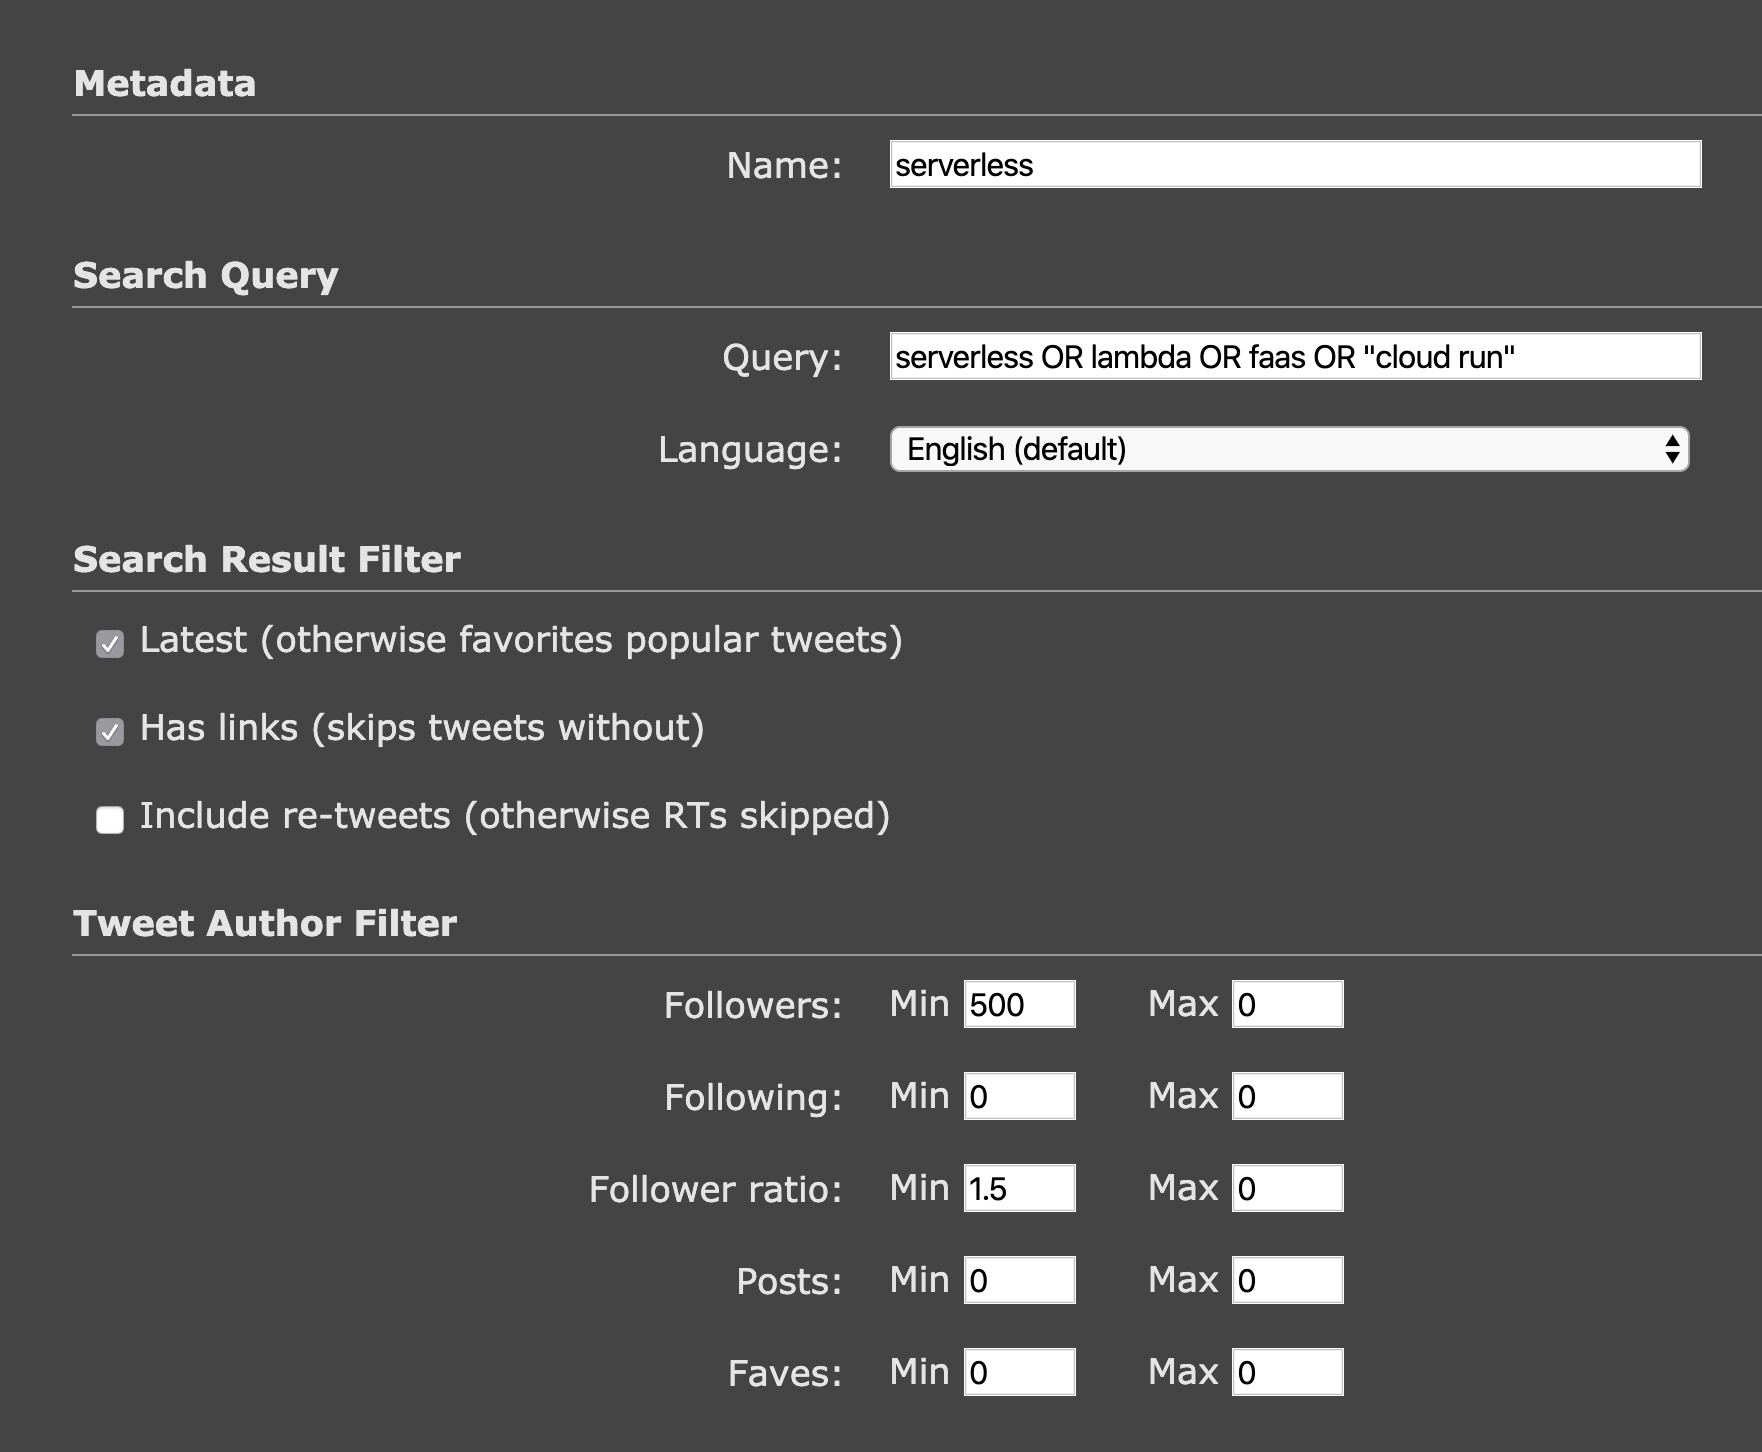 Metadata
Name: serverless
Search Query
Query: serverless OR lambda OR faas OR "cloud run"
Language: English (default)
Search Result Filter
Latest (otherwise favorites popular tweets)
Has links (skips tweets without)
Include re-tweets (otherwise RTs skipped)
Tweet Author Filter
Followers: Min 500 Max 0
Following: Min 0 Max 0
Follower ratio: Min 1.5 Max 0
Posts: Min 0 Max 0
Faves: Min 0 Max 0